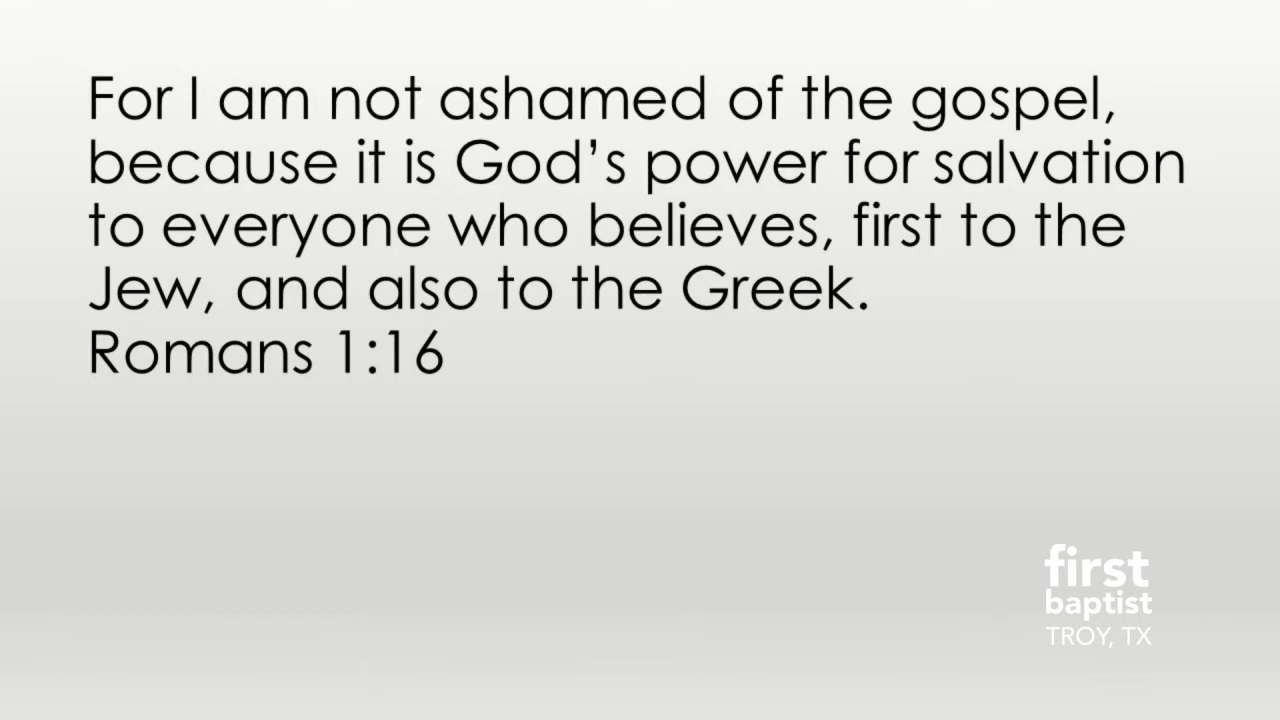 For I am not ashamed of the gospel,
because it is God’s power for salvation
to everyone who believes, first to the
Jew, and also to the Greek.
Romans 1:16
first
baptist
TROY, TX